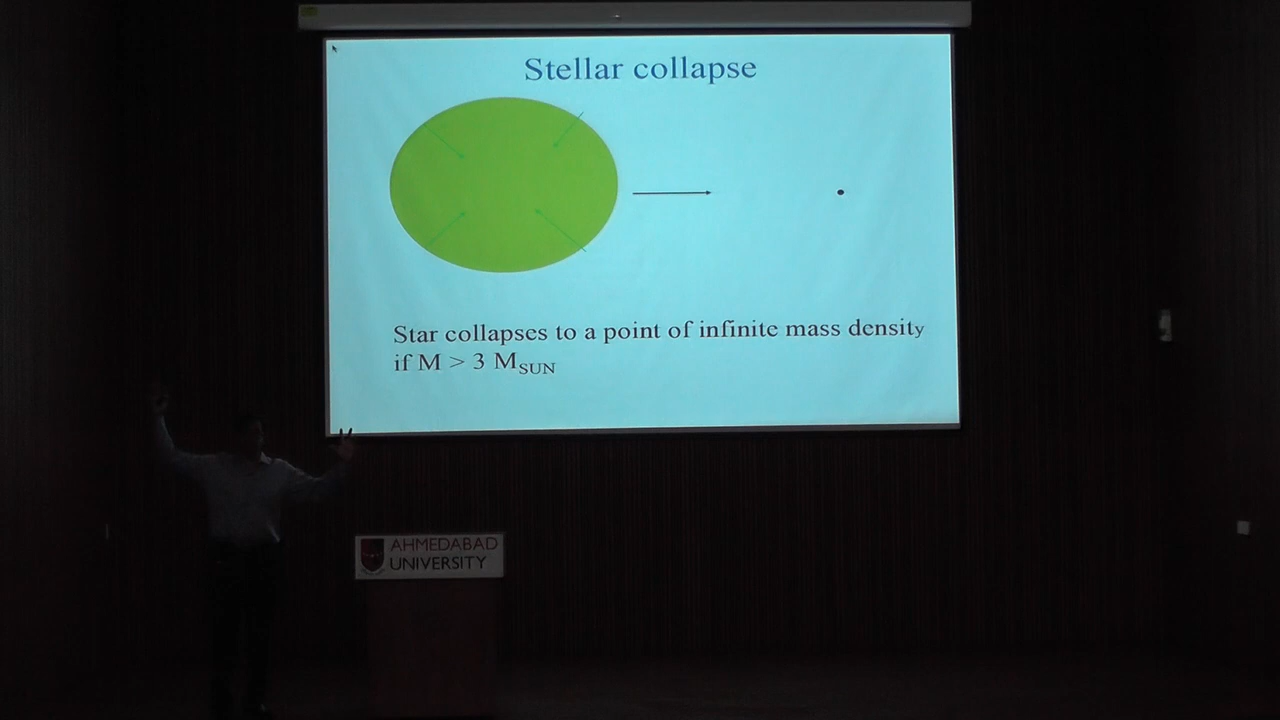 Stellar collapse
Star collapses to a point of infinite mass density
if M > 3 M_SUN
AHMEDABAD
UNIVERSITY